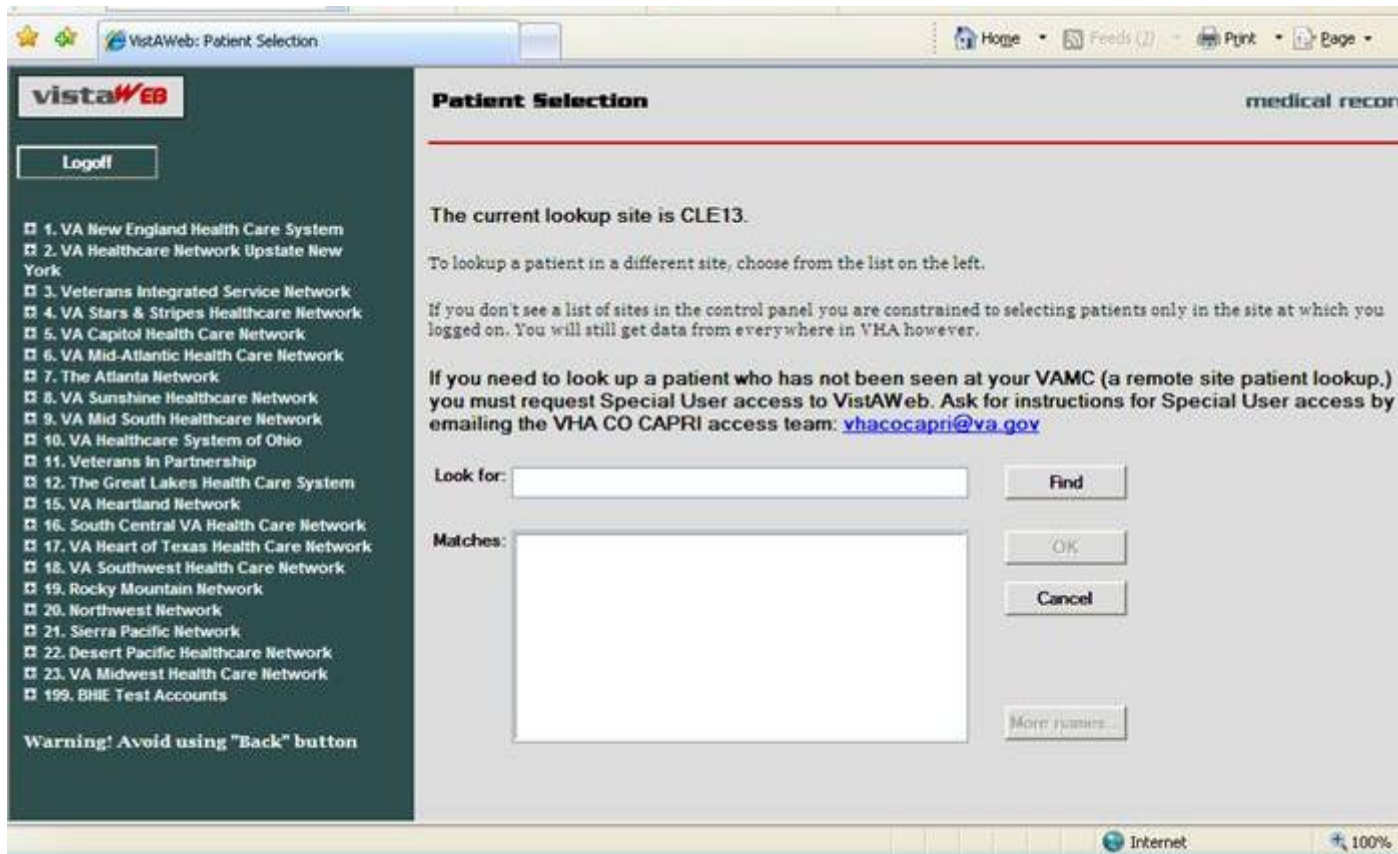 VistAWeb: Patient Selection
Home
Feeds (2)
Print
Page
vistaWEB
Logoff
1. VA New England Health Care System
2. VA Healthcare Network Upstate New
York
3. Veterans Integrated Service Network
4. VA Stars & Stripes Healthcare Network
5. VA Capitol Health Care Network
6. VA Mid-Atlantic Health Care Network
7. The Atlanta Network
8. VA Sunshine Healthcare Network
9. VA Mid South Healthcare Network
10. VA Healthcare System of Ohio
11. Veterans In Partnership
12. The Great Lakes Health Care System
15. VA Heartland Network
16. South Central VA Health Care Network
17. VA Heart of Texas Health Care Network
18. VA Southwest Health Care Network
19. Rocky Mountain Network
20. Northwest Network
21. Sierra Pacific Network
22. Desert Pacific Healthcare Network
23. VA Midwest Health Care Network
199. BHIE Test Accounts
Warning! Avoid using "Back" button
Patient Selection
medical recor
The current lookup site is CLE13.
To lookup a patient in a different site, choose from the list on the left.
If you don't see a list of sites in the control panel you are constrained to selecting patients only in the site at which you
logged on. You will still get data from everywhere in VHA however.
If you need to look up a patient who has not been seen at your VAMC (a remote site patient lookup,)
you must request Special User access to VistAWeb. Ask for instructions for Special User access by
emailing the VHA CO CAPRI access team: vhacocapri@va.gov
Look for:
Find
Matches:
OK
Cancel
More names...
Internet
100%